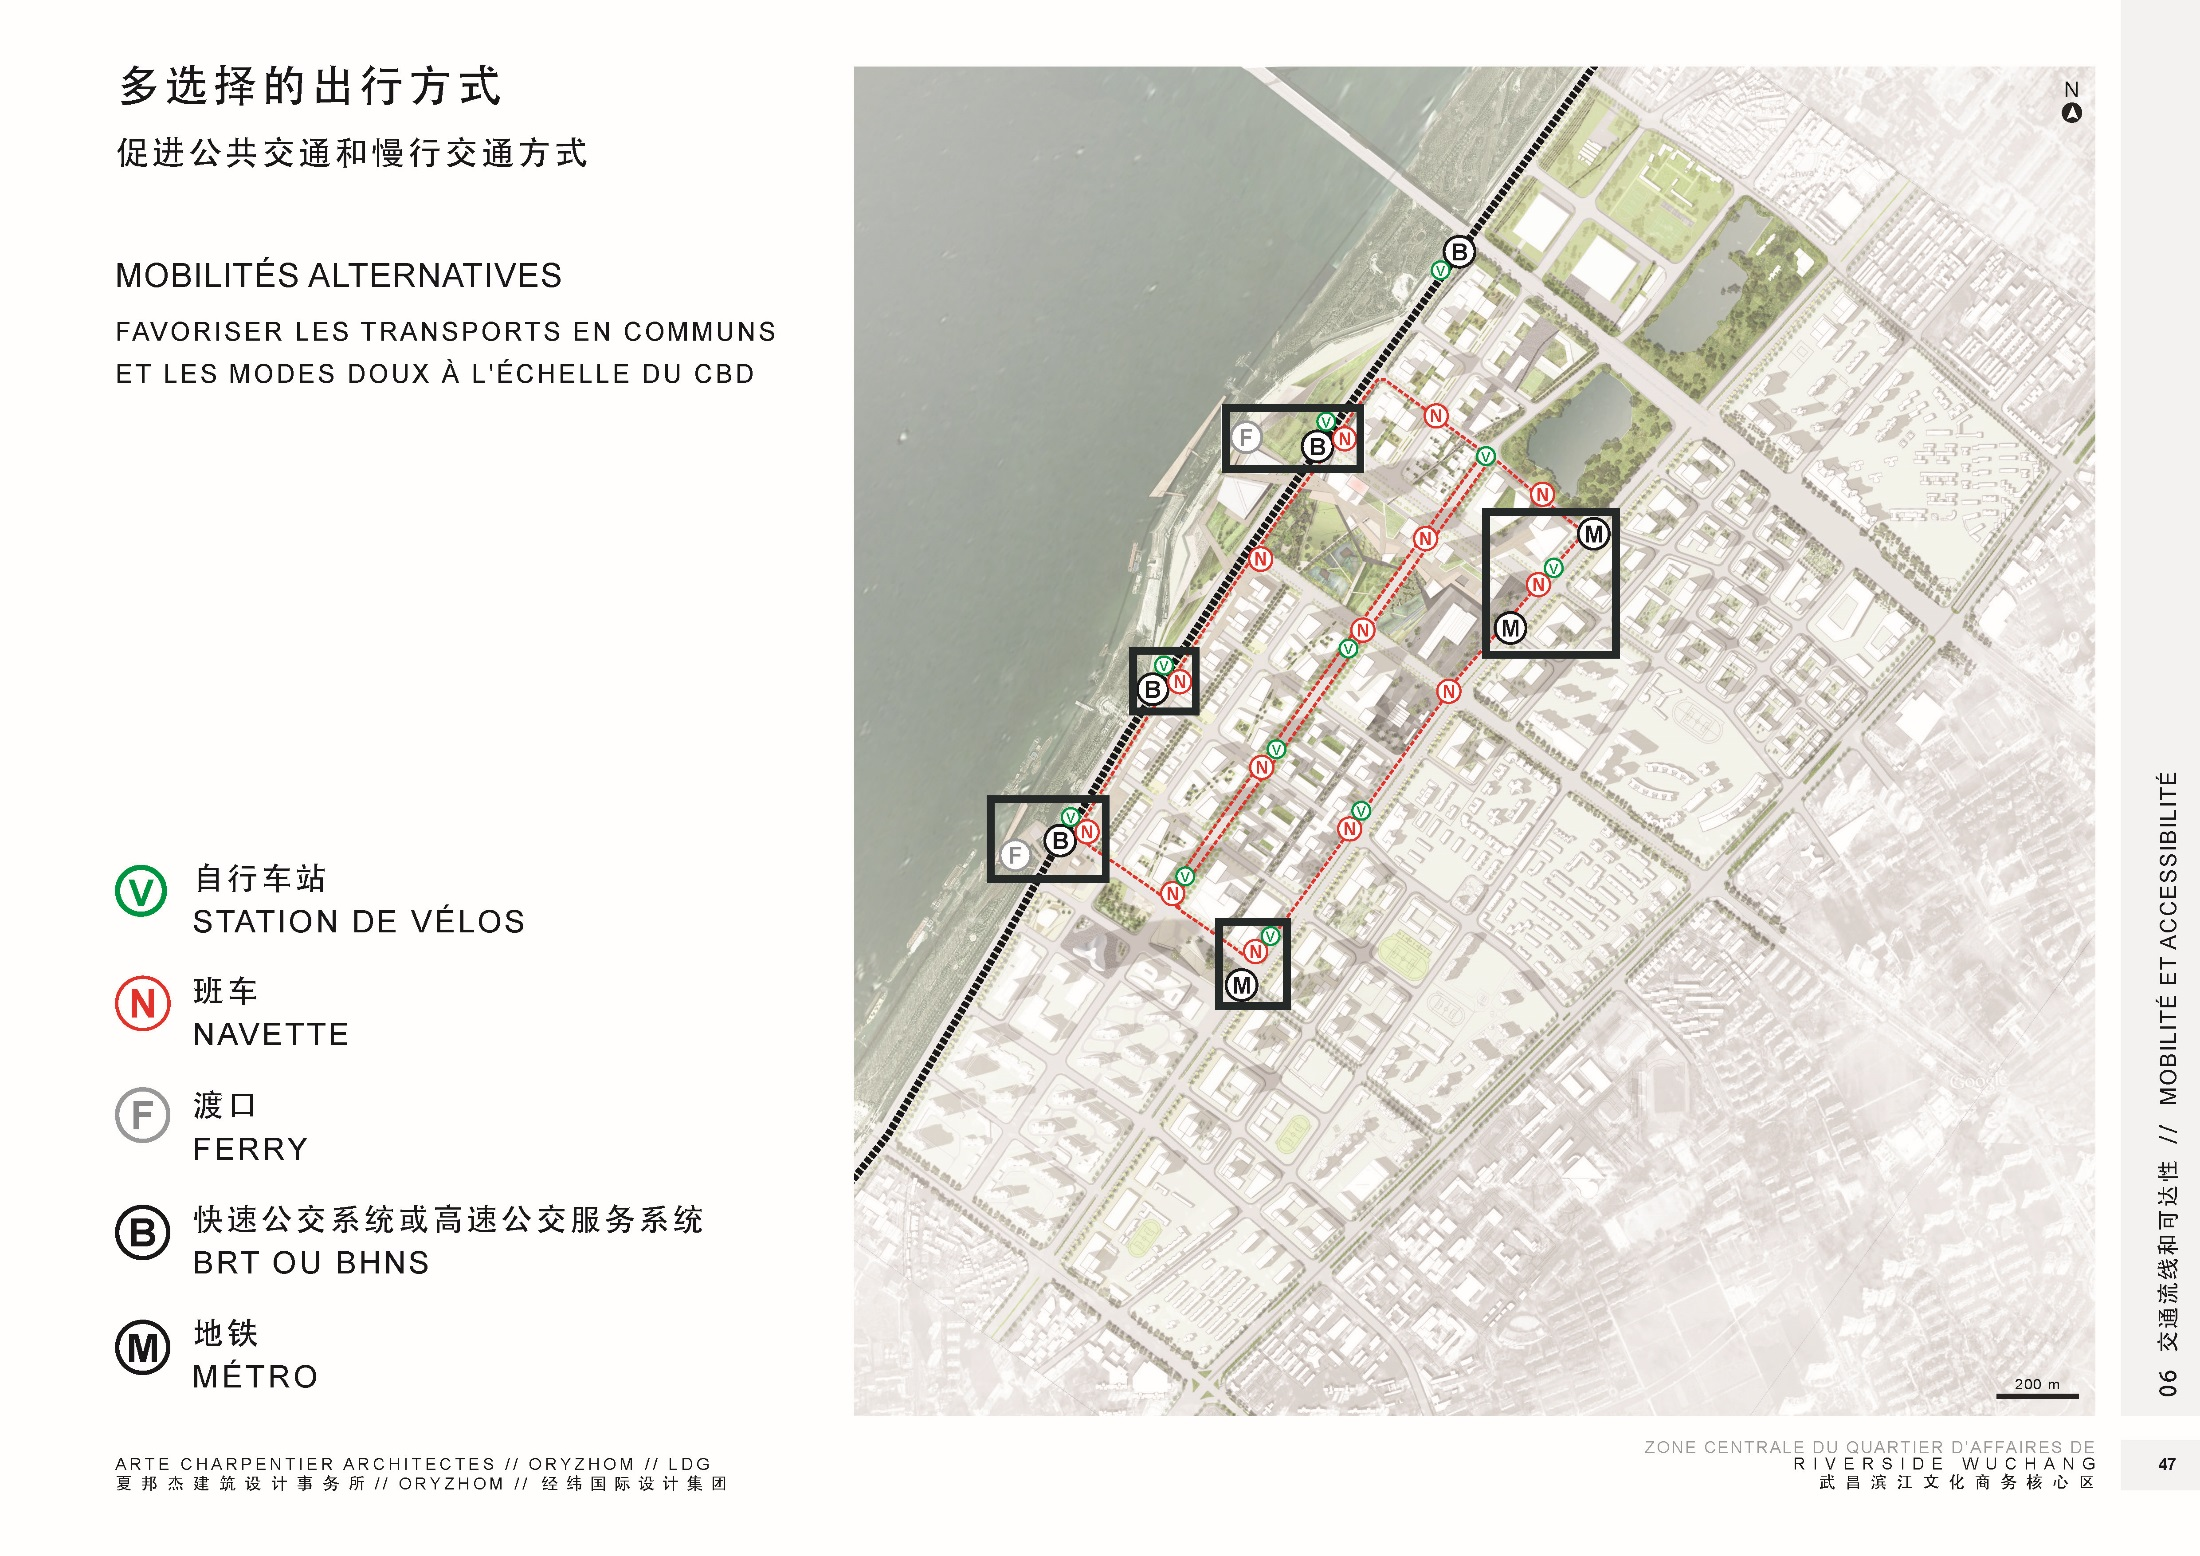 多选择的出行方式
促进公共交通和慢行交通方式
MOBILITÉS ALTERNATIVES
FAVORISER LES TRANSPORTS EN COMMUNS
ET LES MODES DOUX À L'ÉCHELLE DU CBD
V
自行车站
STATION DE VÉLOS
N
班车
NAVETTE
F
渡口
FERRY
B
快速公交系统或高速公交服务系统
BRT OU BHNS
M
地铁
MÉTRO
N
B
V
F
V
B
N
N
V
N
M
V
N
M
N
N
N
V
N
V
B
N
V
N
V
N
V
B
N
F
V
N
V
N
M
Google
200 m
06 交通流线和可达性 // MOBILITÉ ET ACCESSIBILITÉ
ARTE CHARPENTIER ARCHITECTES // ORYZHOM // LDG
夏邦杰建筑设计事务所 // ORYZHOM // 经纬国际设计集团
ZONE CENTRALE DU QUARTIER D'AFFAIRES DE
RIVERSIDE WUCHANG
武昌滨江文化商务核心区
47